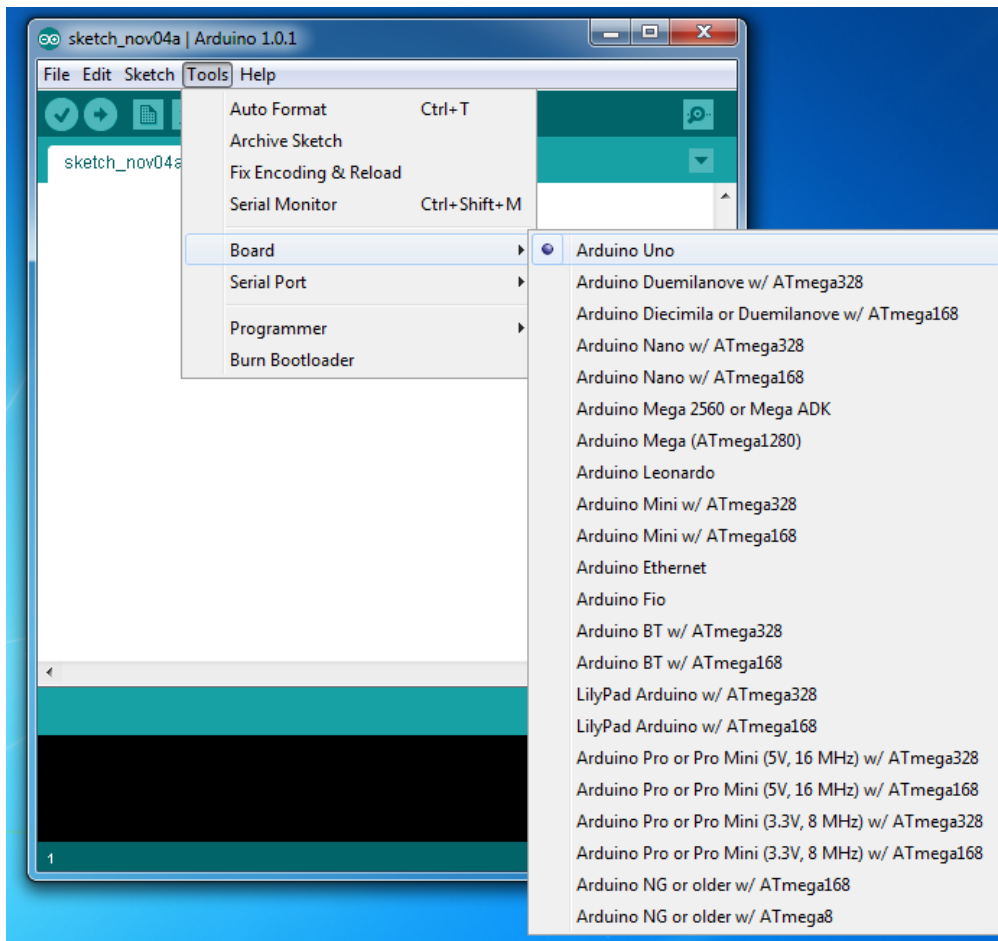 sketch_nov04a | Arduino 1.0.1
File Edit Sketch Tools Help
Auto Format Ctrl+T
Archive Sketch
sketch_nov04a
Fix Encoding & Reload
Serial Monitor Ctrl+Shift+M
Board
Serial Port
Programmer
Burn Bootloader
Arduino Uno
Arduino Duemilanove w/ ATmega328
Arduino Diecimila or Duemilanove w/ ATmega168
Arduino Nano w/ ATmega328
Arduino Nano w/ ATmega168
Arduino Mega 2560 or Mega ADK
Arduino Mega (ATmega1280)
Arduino Leonardo
Arduino Mini w/ ATmega328
Arduino Mini w/ ATmega168
Arduino Ethernet
Arduino Fio
Arduino BT w/ ATmega328
Arduino BT w/ ATmega168
LilyPad Arduino w/ ATmega328
LilyPad Arduino w/ ATmega168
Arduino Pro or Pro Mini (5V, 16 MHz) w/ ATmega328
Arduino Pro or Pro Mini (5V, 16 MHz) w/ ATmega168
Arduino Pro or Pro Mini (3.3V, 8 MHz) w/ ATmega328
Arduino Pro or Pro Mini (3.3V, 8 MHz) w/ ATmega168
Arduino NG or older w/ ATmega168
Arduino NG or older w/ ATmega8
1